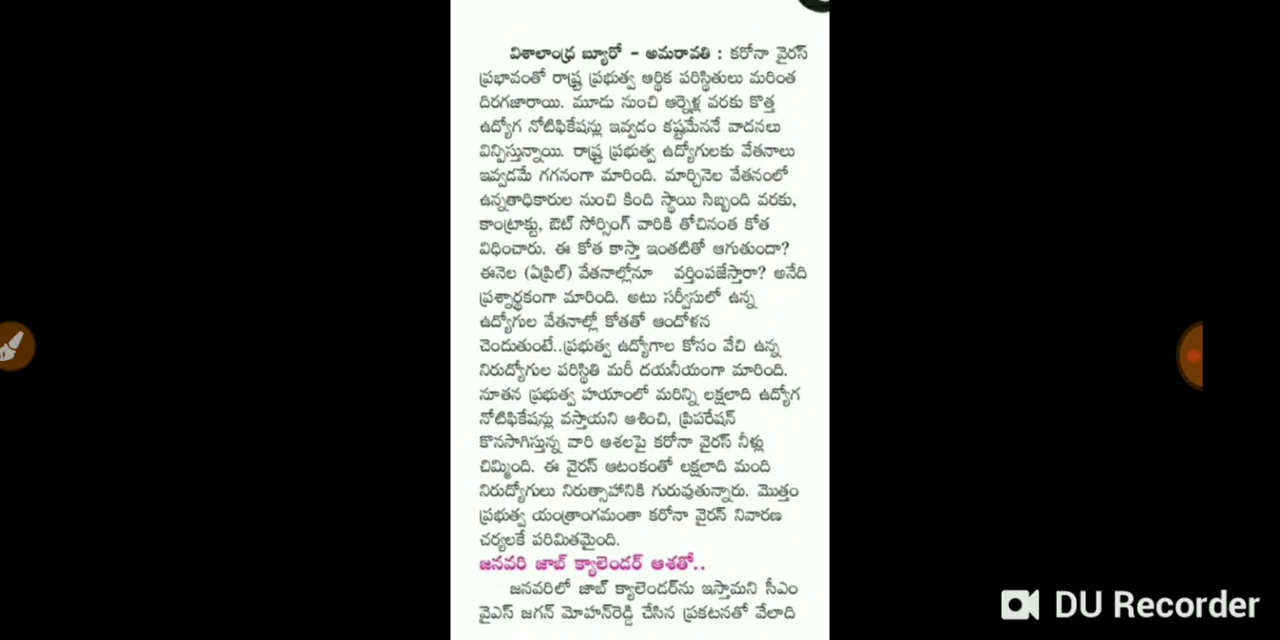 విశాలాంధ్ర బ్యూరో - అమరావతి : కరోనా వైరస్
ప్రభావంతో రాష్ట్ర ప్రభుత్వ ఆర్థిక పరిస్థితులు మరింత
దిరగజారాయి. మూడు నుంచి ఆర్నెళ్ల వరకు కొత్త
ఉద్యోగ నోటిఫికేషన్లు ఇవ్వడం కష్టమేననే వాదనలు
విన్పిస్తున్నాయి. రాష్ట్ర ప్రభుత్వ ఉద్యోగులకు వేతనాలు
ఇవ్వడమే గగనంగా మారింది. మార్చినెల వేతనంలో
ఉన్నతాధికారుల నుంచి కింది స్థాయి సిబ్బంది వరకు,
కాంట్రాక్టు, ఔట్ సోర్సింగ్ వారికి తోచినంత కోత
విధించారు. ఈ కోత కాస్తా ఇంతటితో ఆగుతుందా?
ఈనెల (ఏప్రిల్) వేతనాల్లోనూ వర్తింపజేస్తారా? అనేది
ప్రశ్నార్థకంగా మారింది. అటు సర్వీసులో ఉన్న
ఉద్యోగుల వేతనాల్లో కోతతో ఆందోళన
చెందుతుంటే..ప్రభుత్వ ఉద్యోగాల కోసం వేచి ఉన్న
నిరుద్యోగుల పరిస్థితి మరీ దయనీయంగా మారింది.
నూతన ప్రభుత్వ హయాంలో మరిన్ని లక్షలాది ఉద్యోగ
నోటిఫికేషన్లు వస్తాయని ఆశించి, ప్రిపరేషన్
కొనసాగిస్తున్న వారి ఆశలపై కరోనా వైరస్ నీళ్లు
చిమ్మింది. ఈ వైరస్ ఆటంకంతో లక్షలాది మంది
నిరుద్యోగులు నిరుత్సాహానికి గురువుతున్నారు. మొత్తం
ప్రభుత్వ యంత్రాంగమంతా కరోనా వైరస్ నివారణ
చర్యలకే పరిమితమైంది.
జనవరి జాబ్ క్యాలెండర్ ఆశతో..
జనవరిలో జాబ్ క్యాలెండర్‌ను ఇస్తామని సీఎం
వైఎస్ జగన్ మోహన్‌రెడ్డి చేసిన ప్రకటనతో వేలాది
DU Recorder